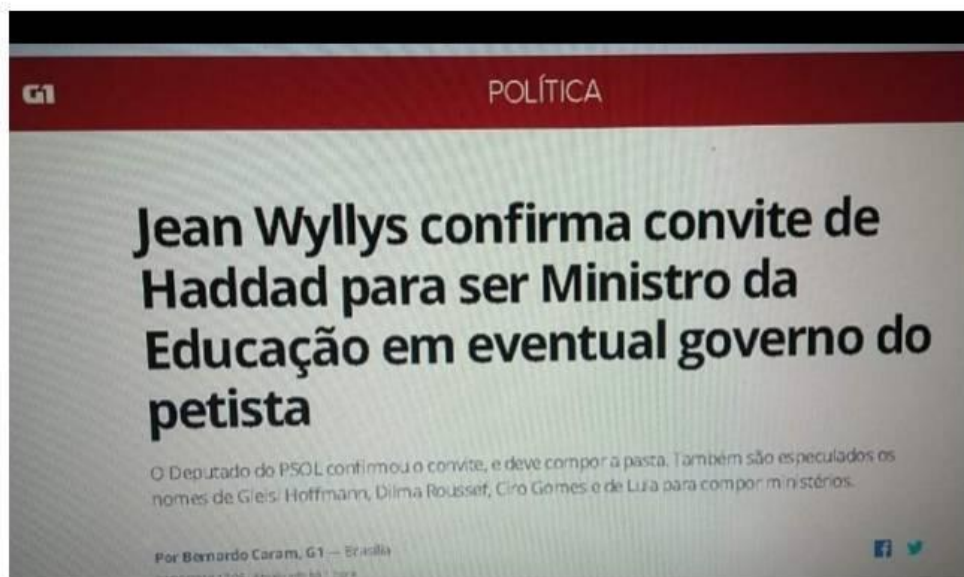 G1
POLÍTICA
Jean Wyllys confirma convite de
Haddad para ser Ministro da
Educação em eventual governo do
petista
O Deputado do PSOL confirmou o convite, e deve compor a pasta. Também são especulados os
nomes de Gleisi Hoffmann, Dilma Roussef, Ciro Gomes e de Lula para compor ministérios.
Por Bernardo Caram, G1 — Brasília